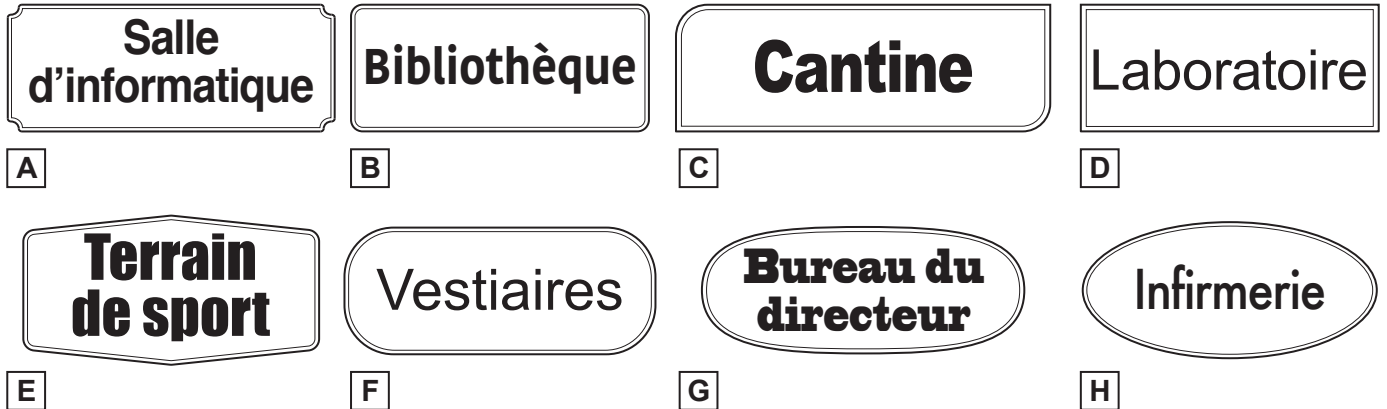 Salle
d’informatique
Bibliothèque
Cantine
Laboratoire
A
B
C
D
Terrain
de sport
Vestiaires
Bureau du
directeur
Infirmerie
E
F
G
H